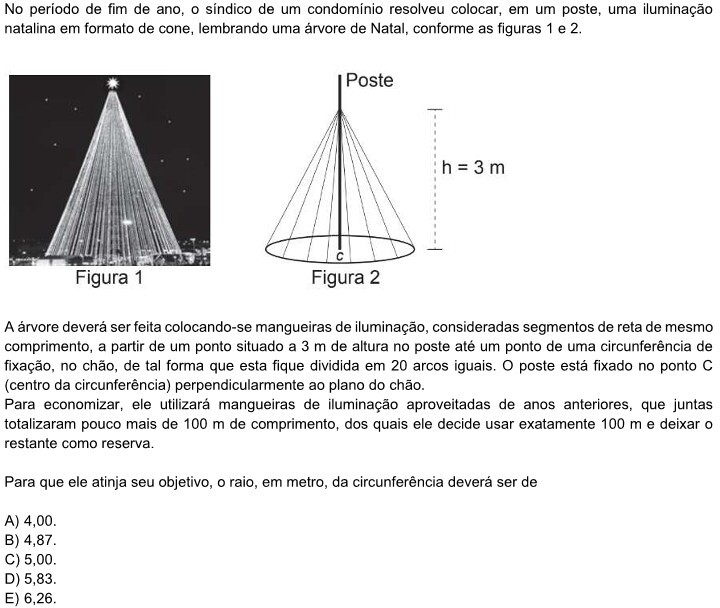 No período de fim de ano, o síndico de um condomínio resolveu colocar, em um poste, uma iluminação
natalina em formato de cone, lembrando uma árvore de Natal, conforme as figuras 1 e 2.
Poste
h = 3 m
C
Figura 1
Figura 2
A árvore deverá ser feita colocando-se mangueiras de iluminação, consideradas segmentos de reta de mesmo
comprimento, a partir de um ponto situado a 3 m de altura no poste até um ponto de uma circunferência de
fixação, no chão, de tal forma que esta fique dividida em 20 arcos iguais. O poste está fixado no ponto C
(centro da circunferência) perpendicularmente ao plano do chão.
Para economizar, ele utilizará mangueiras de iluminação aproveitadas de anos anteriores, que juntas
totalizaram pouco mais de 100 m de comprimento, dos quais ele decide usar exatamente 100 m e deixar o
restante como reserva.
Para que ele atinja seu objetivo, o raio, em metro, da circunferência deverá ser de
A) 4,00.
B) 4,87.
C) 5,00.
D) 5,83.
E) 6,26.